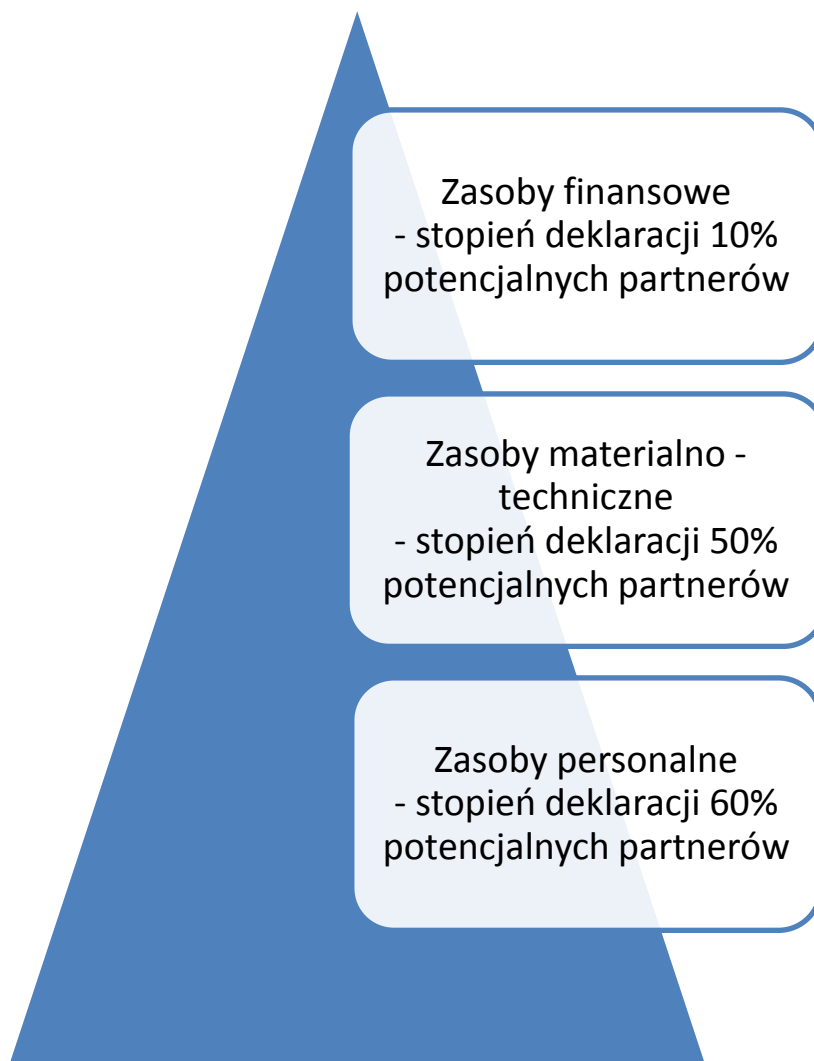 Zasoby finansowe
- stopień deklaracji 10%
potencjalnych partnerów
Zasoby materialno -
techniczne
- stopień deklaracji 50%
potencjalnych partnerów
Zasoby personalne
- stopień deklaracji 60%
potencjalnych partnerów